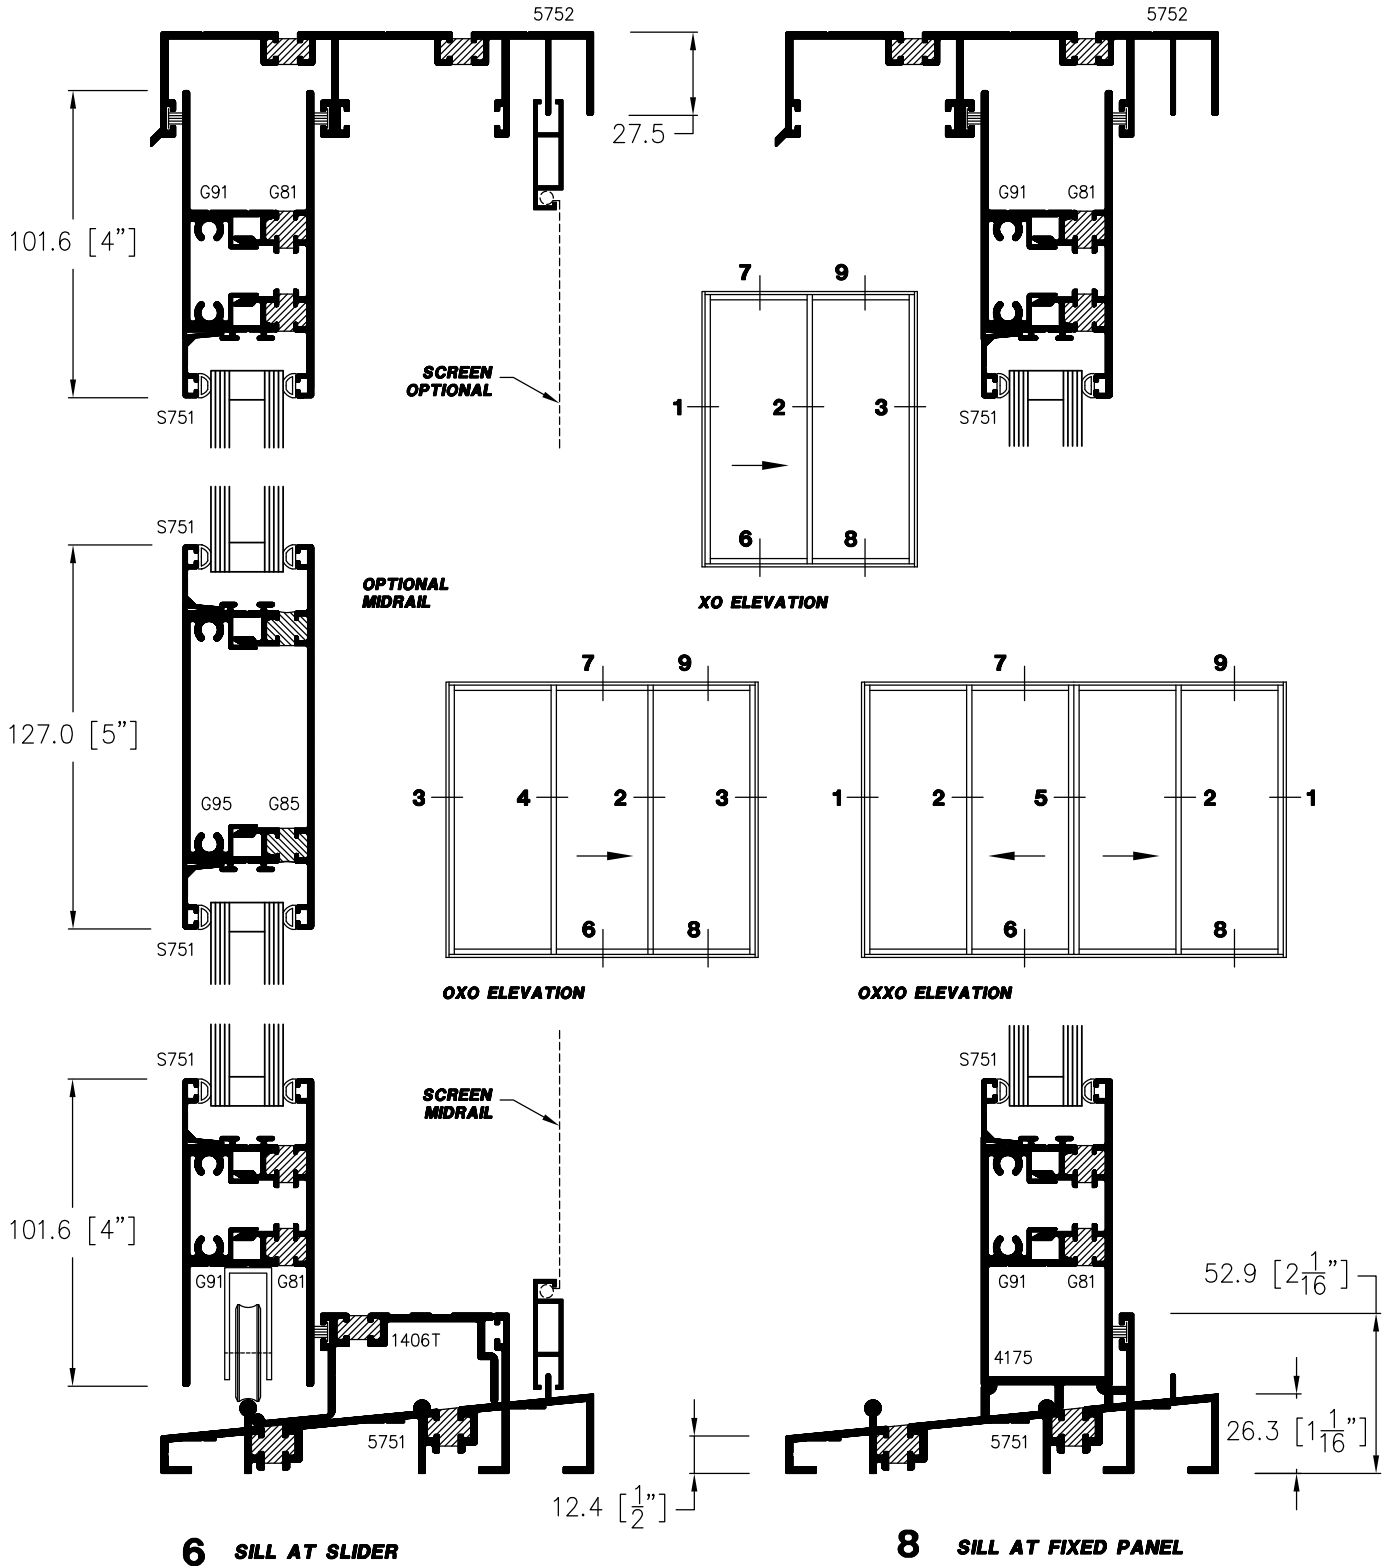 5752
5752
27.5
G91 G81
G91 G81
101.6 [4”]
7 9
SCREEN
OPTIONAL
1 2 3
S751
S751
6 8
S751
OPTIONAL
MIDRAIL
XO ELEVATION
7 9
7 9
127.0 [5”]
G95 G85
3 4 2 3
1 2 5 2 1
6 8
6 8
S751
OXO ELEVATION
OXXO ELEVATION
S751
S751
SCREEN
MIDRAIL
101.6 [4”]
G91 G81
G91 G81
52.9 [2 1/16”]
1406T
4175
5751
5751
26.3 [1 1/16”]
12.4 [1/2”]
6 SILL AT SLIDER
8 SILL AT FIXED PANEL